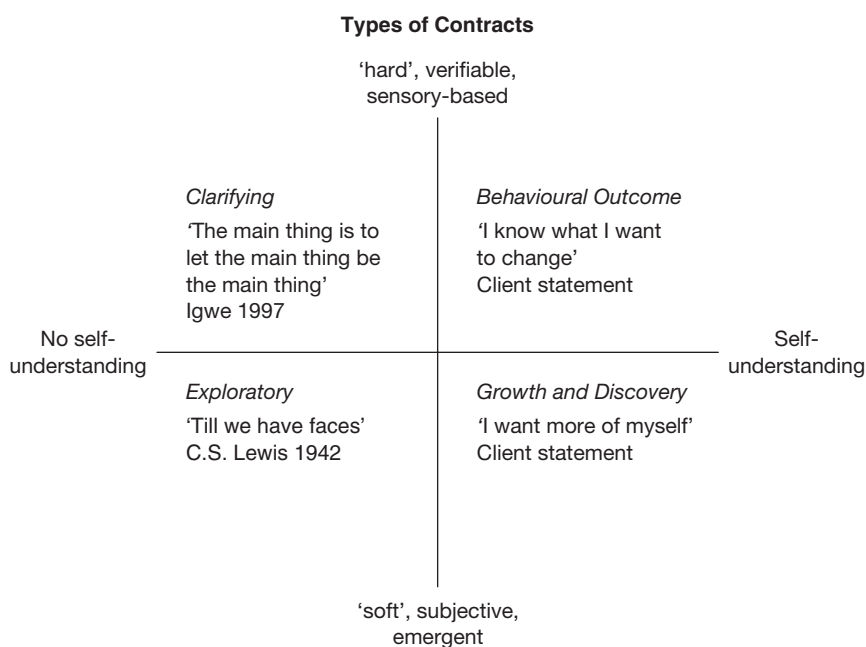 Types of Contracts
‘hard’, verifiable,
sensory-based
Clarifying
‘The main thing is to
let the main thing be
the main thing’
Igwe 1997
Behavioural Outcome
‘I know what I want
to change’
Client statement
No self-
understanding
Self-
understanding
Exploratory
‘Till we have faces’
C.S. Lewis 1942
Growth and Discovery
‘I want more of myself’
Client statement
‘soft’, subjective,
emergent